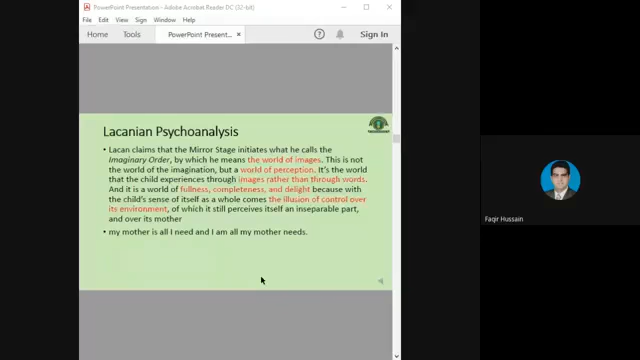 PowerPoint Presentation - Adobe Acrobat Reader DC (32-bit)
File Edit View Sign Window Help
Home Tools PowerPoint Present... × Sign In
Lacanian Psychoanalysis
• Lacan claims that the Mirror Stage initiates what he calls the
Imaginary Order, by which he means the world of images. This is not
the world of the imagination, but a world of perception. It's the world
that the child experiences through images rather than through words.
And it is a world of fullness, completeness, and delight because with
the child's sense of itself as a whole comes the illusion of control over
its environment, of which it still perceives itself an inseparable part,
and over its mother
• my mother is all I need and I am all my mother needs.
Faqir Hussain